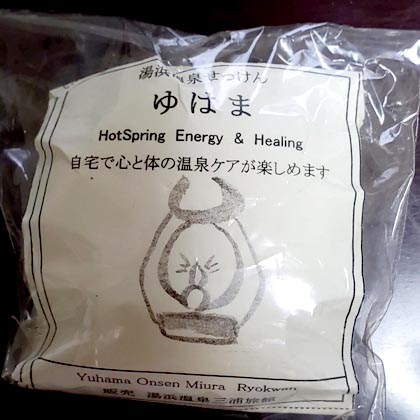 湯浜温泉せっけん
ゆはま
HotSpring Energy & Healing
自宅で心と体の温泉ケアが楽しめます
Yuhama Onsen Miura Ryokwan
販売 湯浜温泉三浦旅館